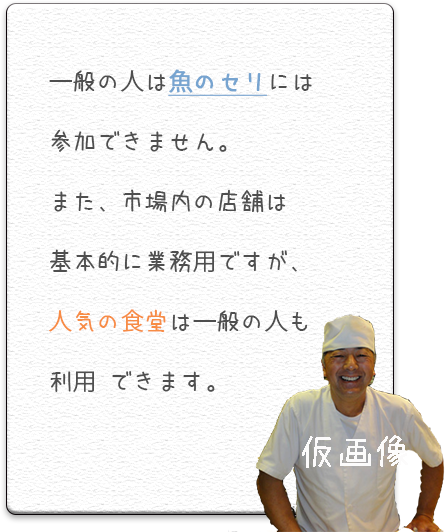 一般の人は魚のセリには
参加できません。
また、市場内の店舗は
基本的に業務用ですが、
人気の食堂は一般の人も
利用 できます。
仮画像